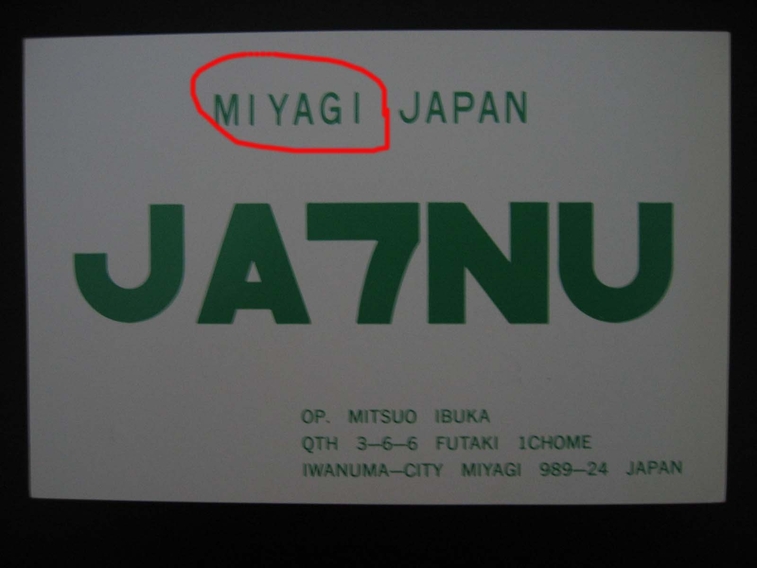 MIYAGI JAPAN
JA7NU
OP. MITSUO IBUKA
QTH 3-6-6 FUTAKI 1CHOME
IWANUMA-CITY MIYAGI 989-24 JAPAN